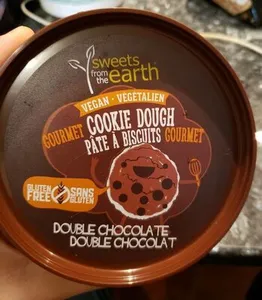 sweets
from the
earth™
VEGAN · VÉGÉTALIEN
GOURMET COOKIE DOUGH
PÂTE À BISCUITS GOURMET
GLUTEN FREE SANS GLUTEN
DOUBLE CHOCOLATE
DOUBLE CHOCOLAT